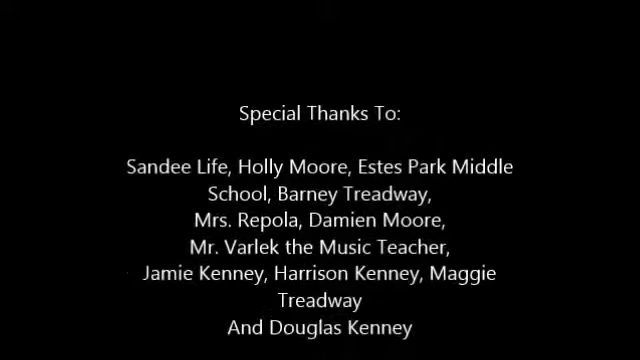 Special Thanks To:
Sandee Life, Holly Moore, Estes Park Middle
School, Barney Treadway,
Mrs. Repola, Damien Moore,
Mr. Varlek the Music Teacher,
Jamie Kenney, Harrison Kenney, Maggie
Treadway
And Douglas Kenney